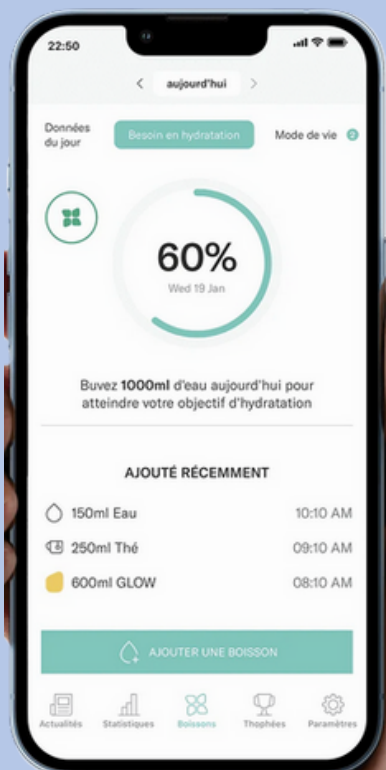 22:50
< aujourd'hui >
Données
du jour
Besoin en hydratation
Mode de vie 2
60%
Wed 19 Jan
Buvez 1000ml d'eau aujourd'hui pour
atteindre votre objectif d'hydratation
AJOUTÉ RÉCEMMENT
150ml Eau 10:10 AM
250ml Thé 09:10 AM
600ml GLOW 08:10 AM
AJOUTER UNE BOISSON
Actualités Statistiques Boissons Thophées Paramètres